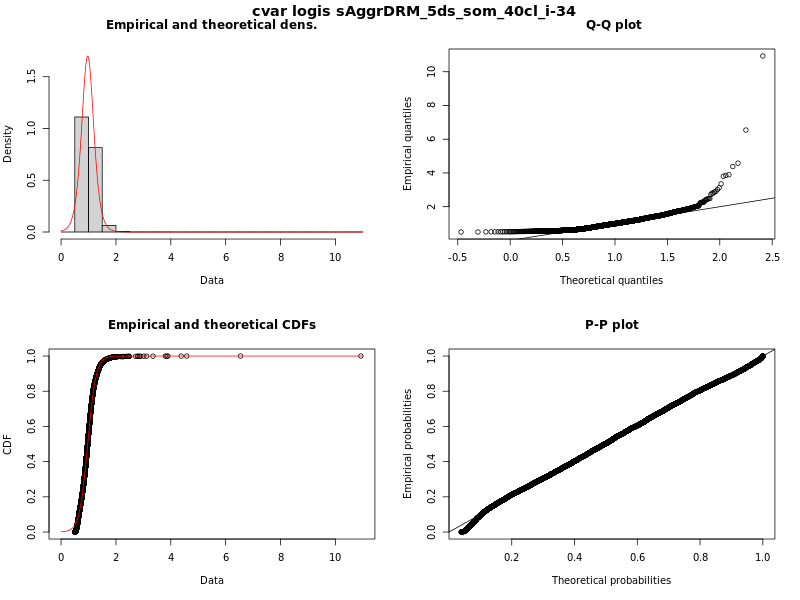 cvar logis sAggrDRM_5ds_som_40cl_i-34
Empirical and theoretical dens.
Density
0.0 0.5 1.0 1.5
0 2 4 6 8 10
Data
Q-Q plot
Empirical quantiles
2 4 6 8 10
-0.5 0.0 0.5 1.0 1.5 2.0 2.5
Theoretical quantiles
Empirical and theoretical CDFs
CDF
0.0 0.2 0.4 0.6 0.8 1.0
0 2 4 6 8 10
Data
P-P plot
Empirical probabilities
0.0 0.2 0.4 0.6 0.8 1.0
0.2 0.4 0.6 0.8 1.0
Theoretical probabilities